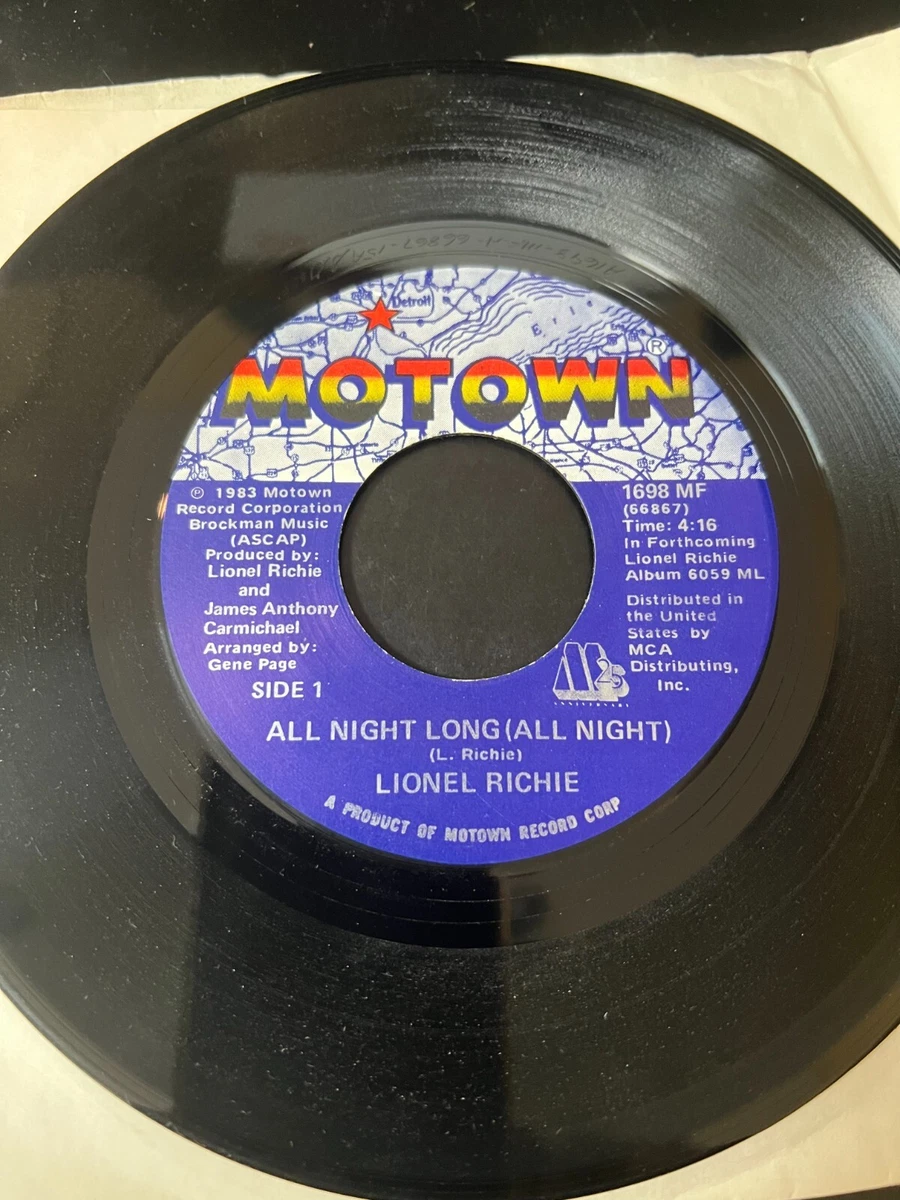 Detroit
Erie
MOTOWN®
℗ 1983 Motown
Record Corporation
Brockman Music
(ASCAP)
Produced by:
Lionel Richie
and
James Anthony
Carmichael
Arranged by:
Gene Page
SIDE 1
1698 MF
(66867)
Time: 4:16
In Forthcoming
Lionel Richie
Album 6059 ML
Distributed in
the United
States by
MCA
Distributing,
Inc.
M 25
ANNIVERSARY
ALL NIGHT LONG (ALL NIGHT)
(L. Richie)
LIONEL RICHIE
A PRODUCT OF MOTOWN RECORD CORP